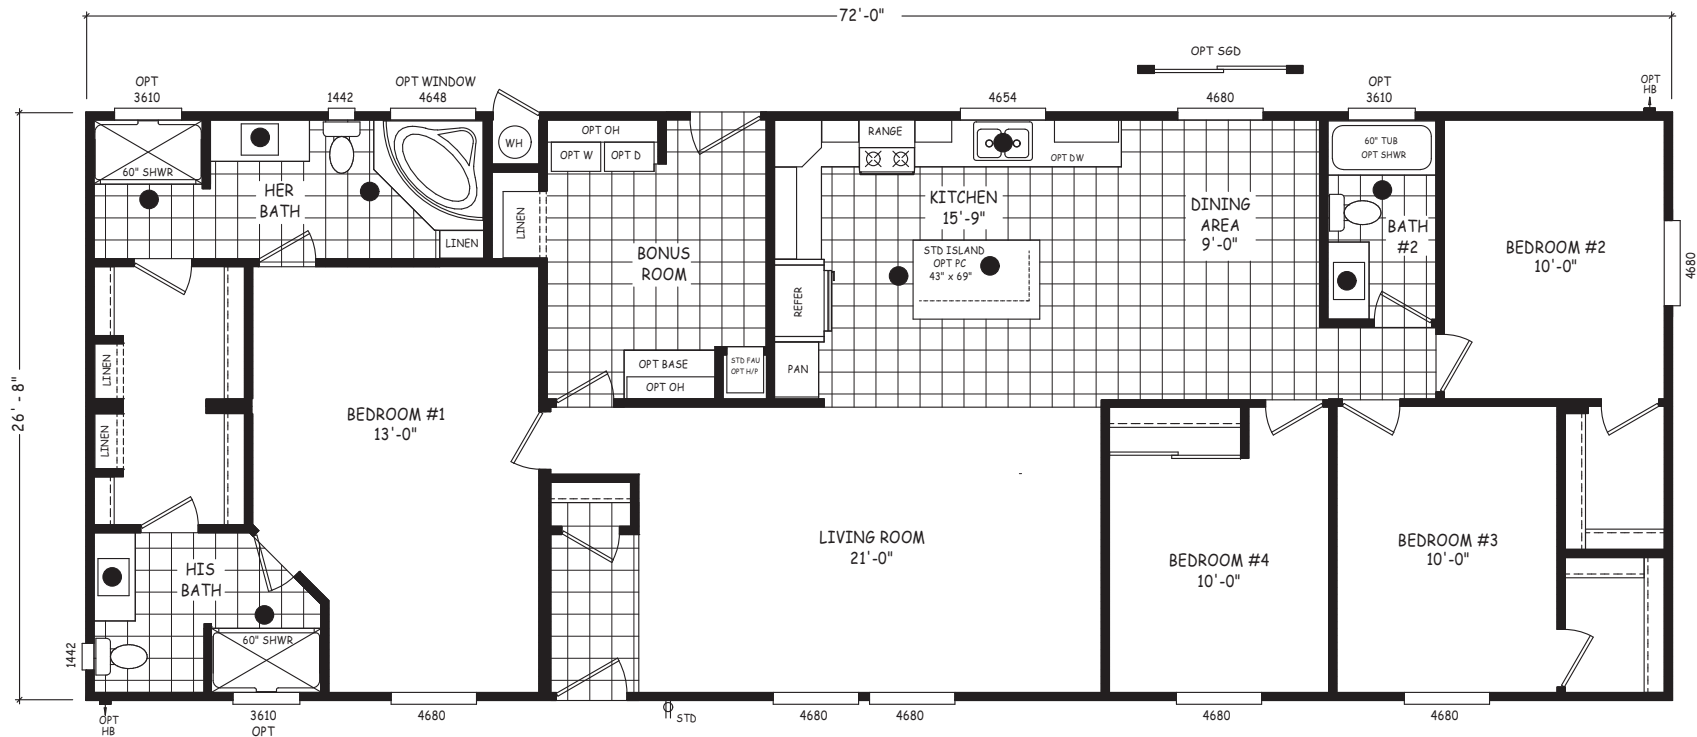 72'-0"
OPT SGD
OPT
3610
1442
OPT WINDOW
4648
4654
4680
OPT
3610
OPT
HB
60" SHWR
HER
BATH
LINEN
WH
LINEN
OPT OH
OPT W
OPT D
BONUS
ROOM
OPT BASE
OPT OH
STD FAU
OPT H/P
RANGE
OPT DW
KITCHEN
15'-9"
STD ISLAND
OPT PC
43" x 69"
REFER
PAN
DINING
AREA
9'-0"
60" TUB
OPT SHWR
BATH
#2
BEDROOM #2
10'-0"
4680
26'-8"
LINEN
LINEN
BEDROOM #1
13'-0"
LIVING ROOM
21'-0"
BEDROOM #4
10'-0"
BEDROOM #3
10'-0"
HIS
BATH
60" SHWR
1442
OPT
HB
3610
OPT
4680
STD
4680
4680
4680
4680